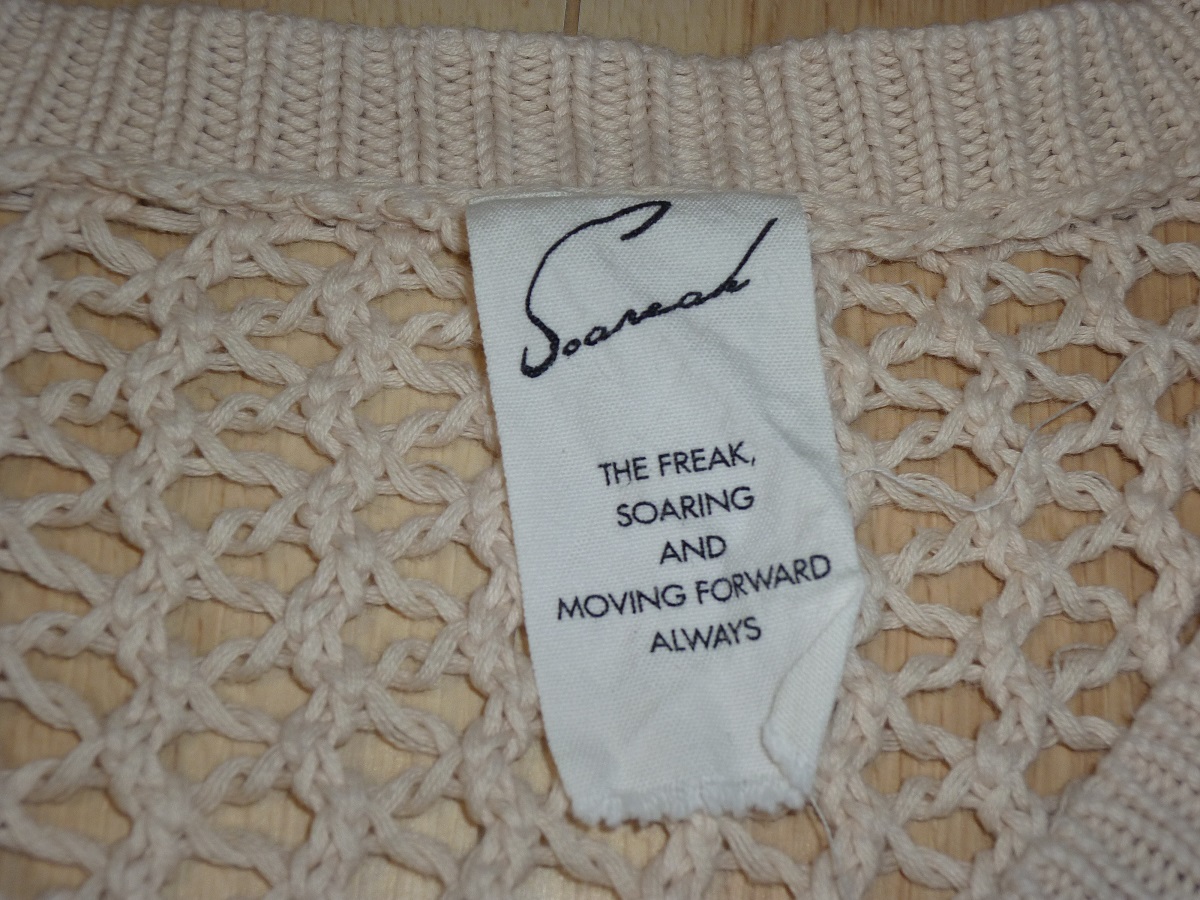 Soareak
THE FREAK,
SOARING
AND
MOVING FORWARD
ALWAYS